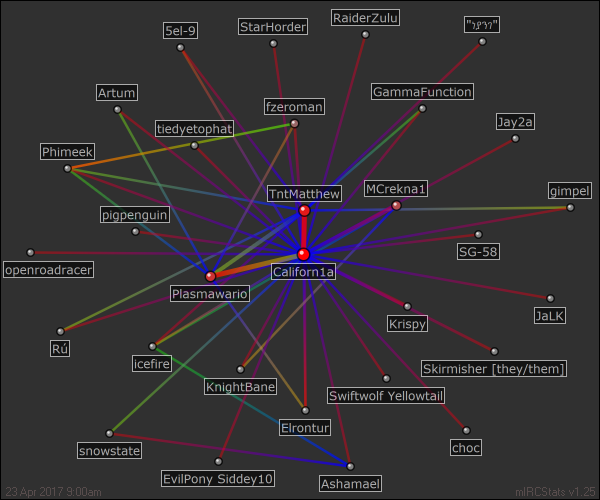 RaiderZulu
"ילדרון"
StarHorder
5el-9
GammaFunction
Artum
fzeroman
Jay2a
tiedyetophat
Phimeek
TntMatthew
MCrekna1
gimpel
pigpenguin
SG-58
openroadracer
Californ1a
Plasmawario
JaLK
Krispy
Rú
icefire
Skirmisher [they/them]
KnightBane
Swiftwolf Yellowtail
Elrontur
snowstate
choc
EvilPony Siddey10
Ashamael
23 Apr 2017 9:00am
mIRCStats v1.25